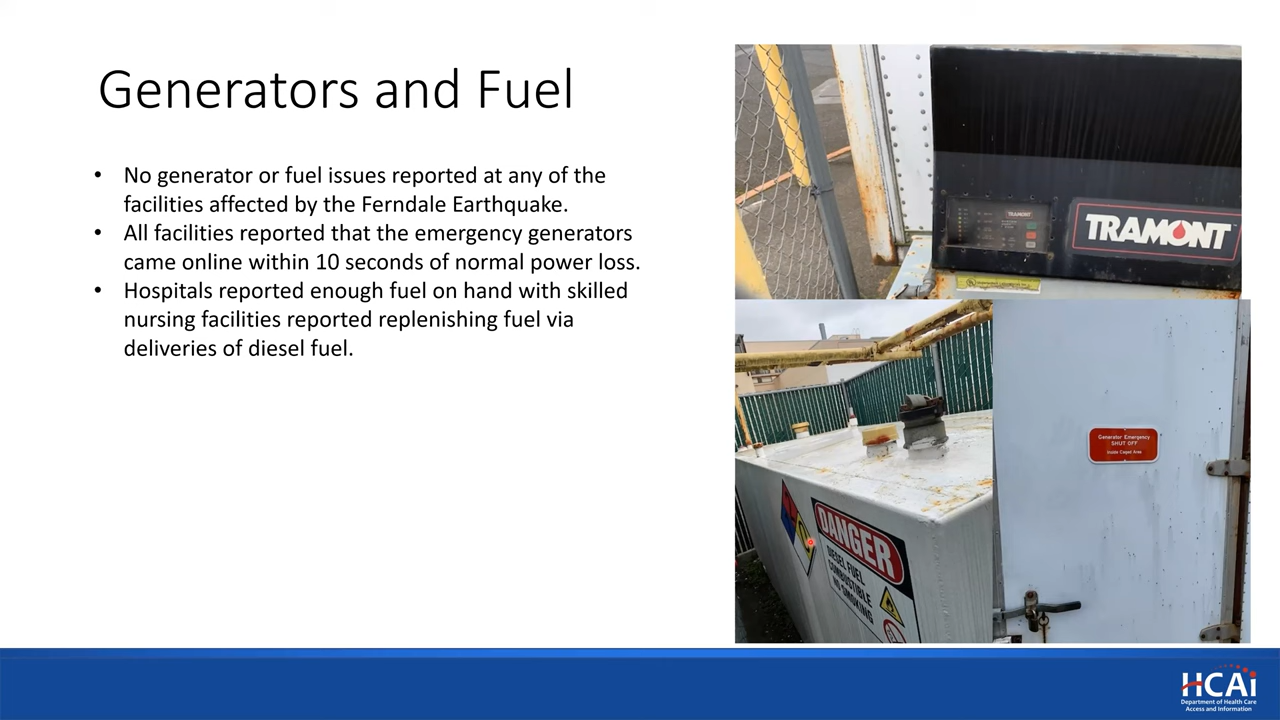 Generators and Fuel
• No generator or fuel issues reported at any of the
facilities affected by the Ferndale Earthquake.
• All facilities reported that the emergency generators
came online within 10 seconds of normal power loss.
• Hospitals reported enough fuel on hand with skilled
nursing facilities reported replenishing fuel via
deliveries of diesel fuel.
TRAMONT
TRAMONT
Generator Emergency
SHUT OFF
Inside Caged Area
DANGER
DIESEL FUEL
COMBUSTIBLE
NO SMOKING
HCAi
Department of Health Care
Access and Information